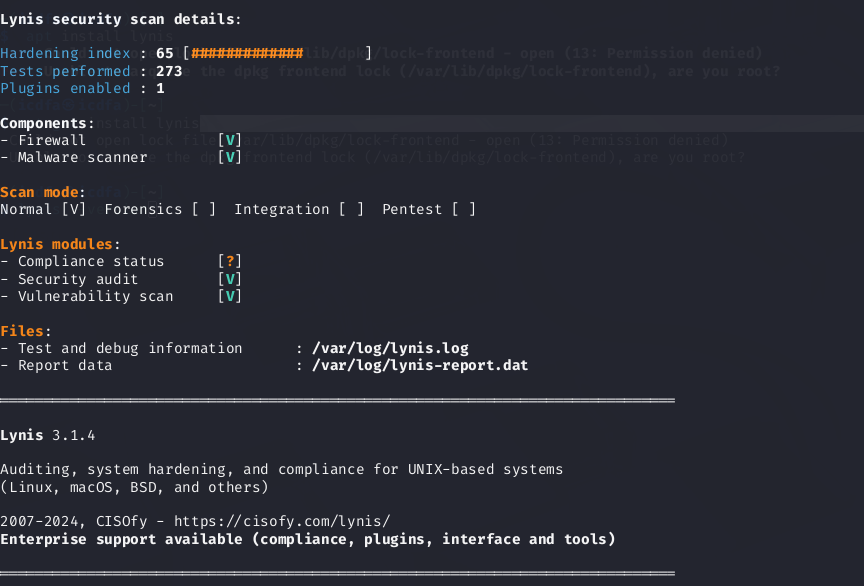 Lynis security scan details:
Hardening index : 65 [############# ]
Tests performed : 273
Plugins enabled : 1
Components:
- Firewall [V]
- Malware scanner [V]
Scan mode:
Normal [V] Forensics [ ] Integration [ ] Pentest [ ]
Lynis modules:
- Compliance status [?]
- Security audit [V]
- Vulnerability scan [V]
Files:
- Test and debug information : /var/log/lynis.log
- Report data : /var/log/lynis-report.dat
Lynis 3.1.4
Auditing, system hardening, and compliance for UNIX-based systems
(Linux, macOS, BSD, and others)
2007-2024, CISOfy - https://cisofy.com/lynis/
Enterprise support available (compliance, plugins, interface and tools)